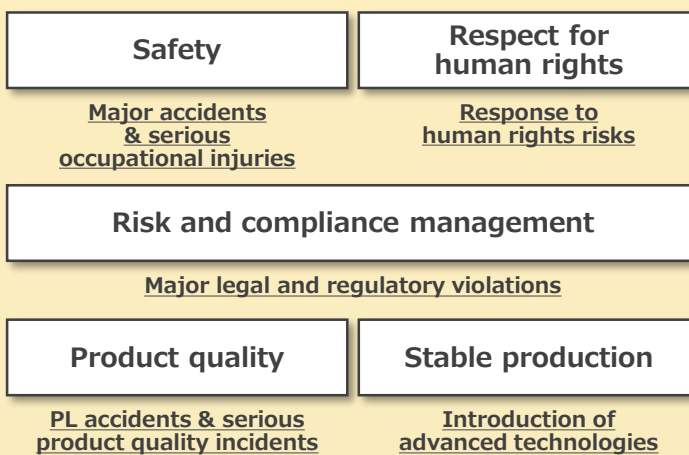 Safety
Respect for
human rights
Major accidents
& serious
occupational injuries
Response to
human rights risks
Risk and compliance management
Major legal and regulatory violations
Product quality
Stable production
PL accidents & serious
product quality incidents
Introduction of
advanced technologies